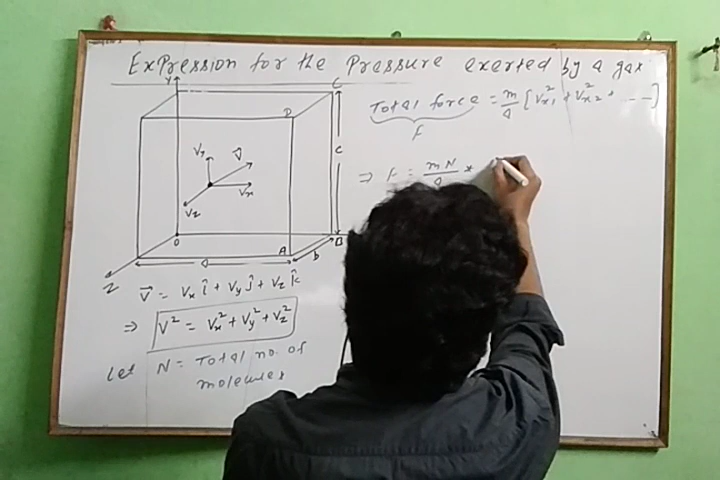 Expression for the Pressure exerted by a gas
Y
C
D
Total force = m/a [Vx1² + Vx2² + - - -]
F
Vy
V⃗
Vx
Vz
c
⇒ F = mN/a *
O
A
B
Z
a
b
V⃗ = Vx î + Vy ĵ + Vz k̂
⇒ V² = Vx² + Vy² + Vz²
Let N = Total no. of
molecules